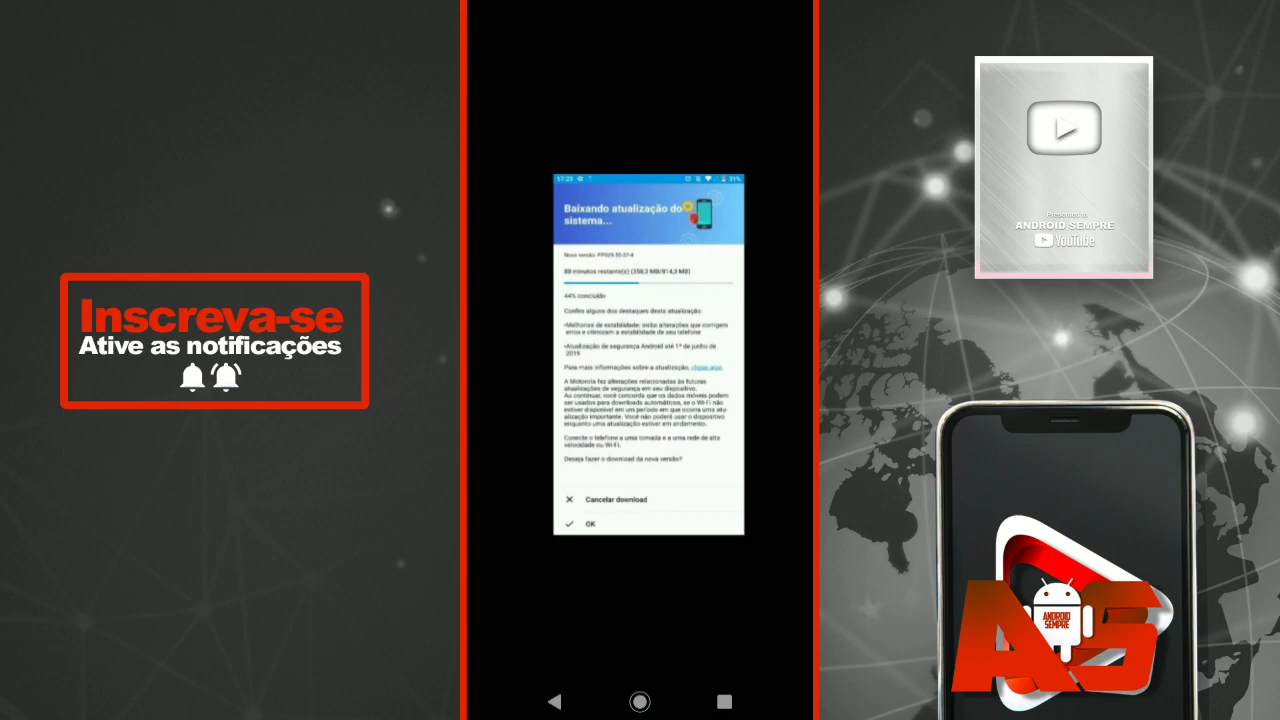 Inscreva-se
Ative as notificações
17:23
31%
Baixando atualização do
sistema...
Nova versão: PPS29.55-37-4
88 minutos restante(s) (358,3 MB/814,3 MB)
44% concluído
Confira alguns dos destaques desta atualização:
•Melhorias de estabilidade: inclui alterações que corrigem
erros e otimizam a estabilidade de seu telefone
•Atualização de segurança Android até 1º de junho de
2019
Para mais informações sobre a atualização, clique aqui.
A Motorola fez alterações relacionadas às futuras
atualizações de segurança em seu dispositivo.
Ao continuar, você concorda que os dados móveis podem
ser usados para downloads automáticos, se o Wi-Fi não
estiver disponível em um período em que ocorra uma atu-
alização importante. Você não poderá usar o dispositivo
enquanto uma atualização estiver em andamento.
Conecte o telefone a uma tomada e a uma rede de alta
velocidade ou Wi-Fi.
Deseja fazer o download da nova versão?
Cancelar download
OK
Presented to
ANDROID SEMPRE
YouTube
AS
ANDROID
SEMPRE